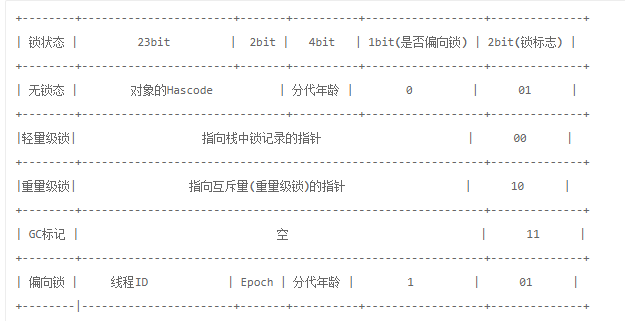 锁状态 23bit 2bit 4bit 1bit(是否偏向锁) 2bit(锁标志)
无锁态 对象的Hascode 分代年龄 0 01
轻量级锁 指向栈中锁记录的指针 00
重量级锁 指向互斥量(重量级锁)的指针 10
GC标记 空 11
偏向锁 线程ID Epoch 分代年龄 1 01